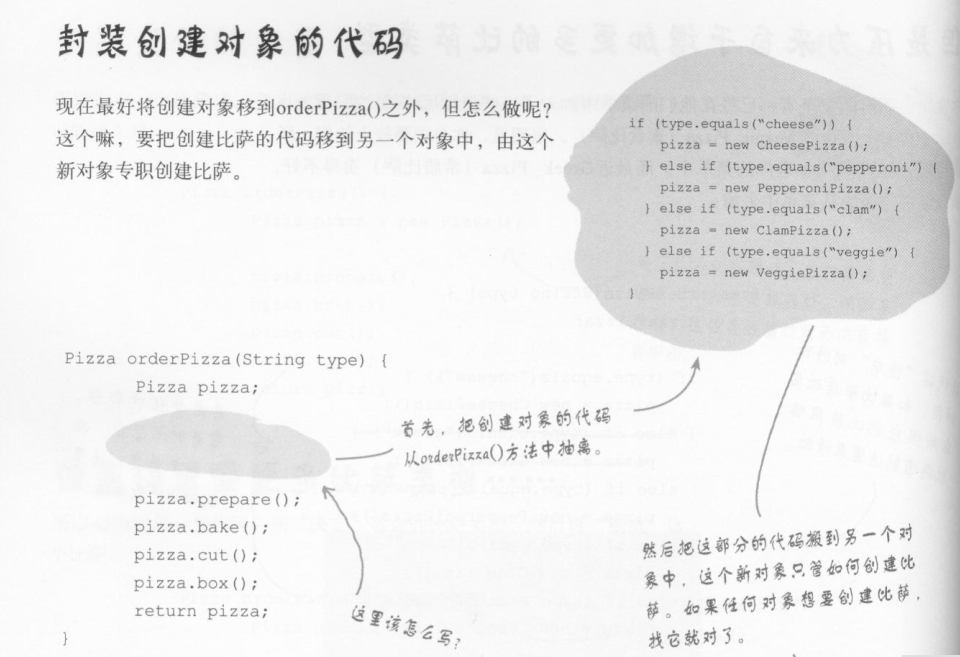 封装创建对象的代码
现在最好将创建对象移到orderPizza()之外，但怎么做呢？
这个嘛，要把创建比萨的代码移到另一个对象中，由这个
新对象专职创建比萨。
if (type.equals(“cheese”)) {
pizza = new CheesePizza();
} else if (type.equals(“pepperoni”) {
pizza = new PepperoniPizza();
} else if (type.equals(“clam”) {
pizza = new ClamPizza();
} else if (type.equals(“veggie”) {
pizza = new VeggiePizza();
}
Pizza orderPizza(String type) {
Pizza pizza;
首先，把创建对象的代码
从orderPizza()方法中抽离。
pizza.prepare();
pizza.bake();
pizza.cut();
pizza.box();
return pizza;
}
这里该怎么写？
然后把这部分的代码搬到另一个对
象中，这个新对象只管如何创建比
萨。如果任何对象想要创建比萨，
找它就对了。